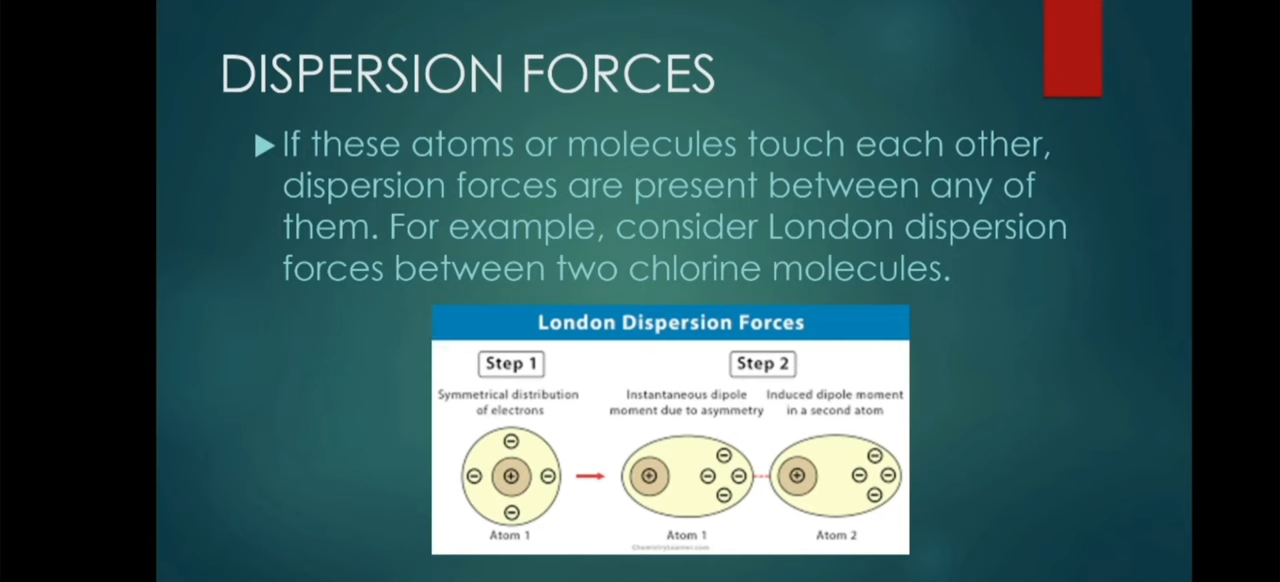 DISPERSION FORCES
If these atoms or molecules touch each other,
dispersion forces are present between any of
them. For example, consider London dispersion
forces between two chlorine molecules.
London Dispersion Forces
Step 1
Step 2
Symmetrical distribution
of electrons
Instantaneous dipole
moment due to asymmetry
Induced dipole moment
in a second atom
Atom 1
Atom 1
Atom 2
ChemistryLearner.com